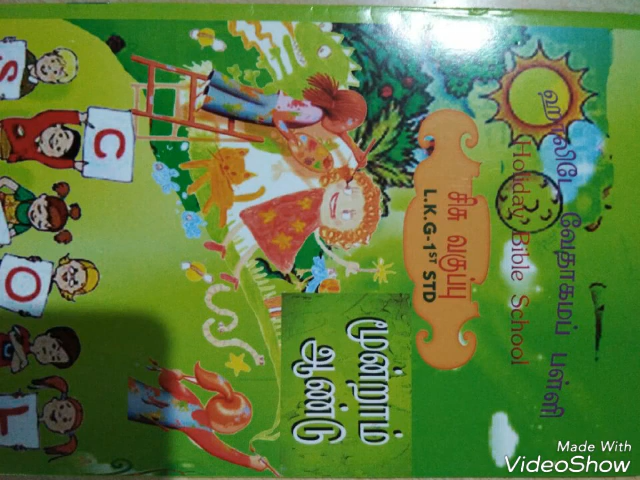 ஹாலிடே வேதாகமப் பள்ளி
Holiday Bible School
சிசு வகுப்பு
L.K.G-1ST STD
மூன்றாம்
ஆண்டு
S
C
O
L
Made With
VideoShow